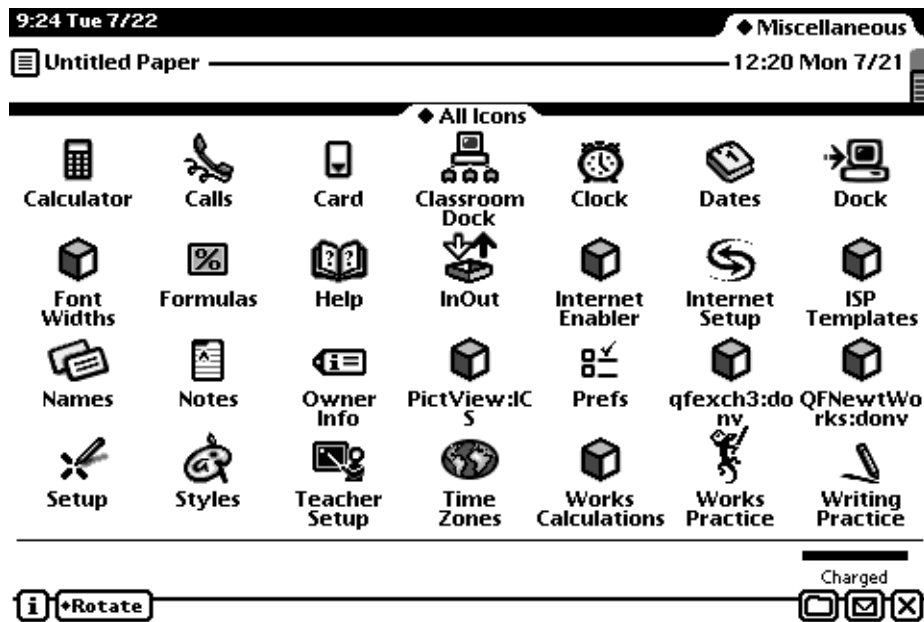 9:24 Tue 7/22
◆ Miscellaneous
Untitled Paper
12:20 Mon 7/21
◆ All Icons
Calculator
Calls
Card
Classroom
Dock
Clock
Dates
Dock
Font
Widths
Formulas
Help
InOut
Internet
Enabler
Internet
Setup
ISP
Templates
Names
Notes
Owner
Info
PictView:IC
S
Prefs
qfexch3:do
nv
QFNewtWo
rks:donv
Setup
Styles
Teacher
Setup
Time
Zones
Works
Calculations
Works
Practice
Writing
Practice
Charged
i
◆Rotate